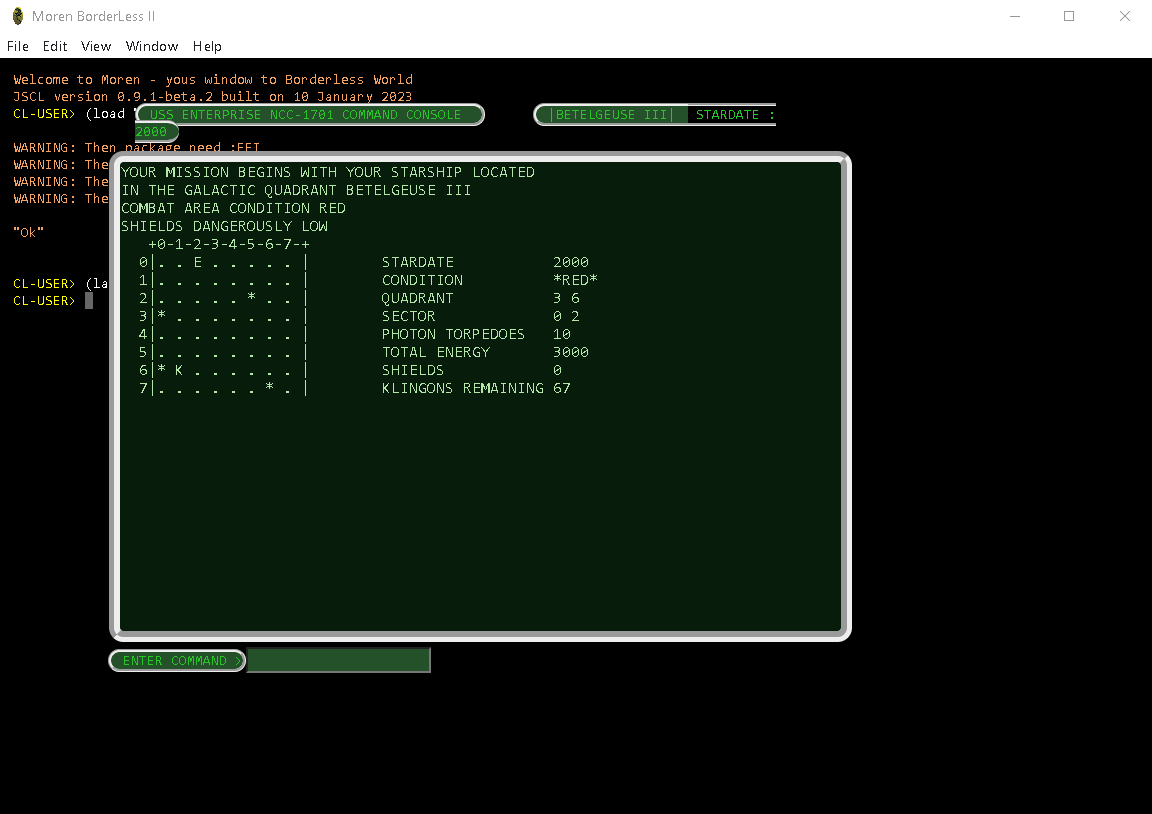 Moren BorderLess II
File Edit View Window Help
Welcome to Moren - yous window to Borderless World
JSCL version 0.9.1-beta.2 built on 10 January 2023
CL-USER> (load "
USS ENTERPRISE NCC-1701 COMMAND CONSOLE
|BETELGEUSE III| STARDATE :
2000
WARNING: Then package need :FFI
WARNING: The
WARNING: The
WARNING: The
"Ok"
CL-USER> (la
CL-USER>
YOUR MISSION BEGINS WITH YOUR STARSHIP LOCATED
IN THE GALACTIC QUADRANT BETELGEUSE III
COMBAT AREA CONDITION RED
SHIELDS DANGEROUSLY LOW
+0-1-2-3-4-5-6-7-+
0|. . E . . . . . | STARDATE 2000
1|. . . . . . . . | CONDITION *RED*
2|. . . . . * . . | QUADRANT 3 6
3|* . . . . . . . | SECTOR 0 2
4|. . . . . . . . | PHOTON TORPEDOES 10
5|. . . . . . . . | TOTAL ENERGY 3000
6|* K . . . . . . | SHIELDS 0
7|. . . . . . * . | KLINGONS REMAINING 67
ENTER COMMAND >